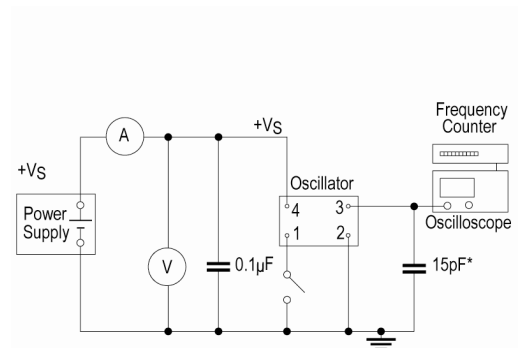 Frequency
Counter
+VS
A
Oscillator
+VS
4
3
Oscilloscope
Power
Supply
1
2
V
0.1µF
15pF*